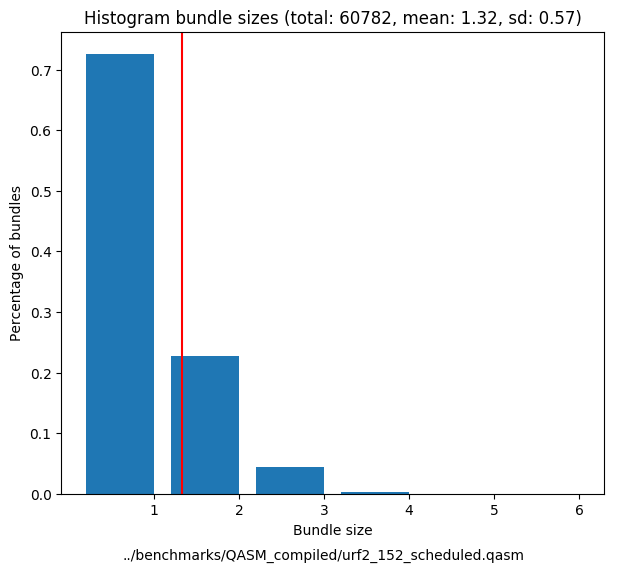 Histogram bundle sizes (total: 60782, mean: 1.32, sd: 0.57)
Percentage of bundles
0.7
0.6
0.5
0.4
0.3
0.2
0.1
0.0
1 2 3 4 5 6
Bundle size
../benchmarks/QASM_compiled/urf2_152_scheduled.qasm